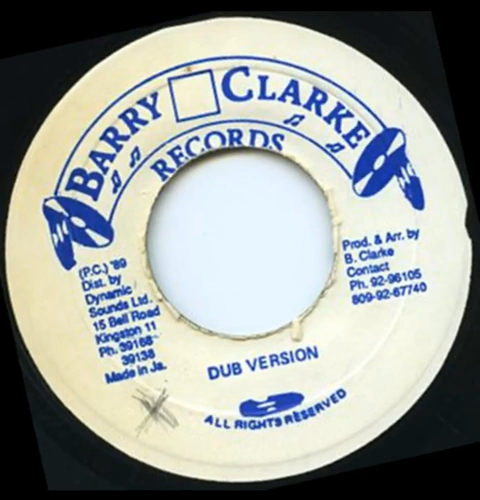 BARRY CLARKE
RECORDS
(P.C.) '89
Dist. by
Dynamic
Sounds Ltd.
15 Bell Road
Kingston 11
Ph. 39168
39138
Made in Ja.
Prod. & Arr. by
B. Clarke
Contact
Ph. 92-96105
809-92-67740
DUB VERSION
ALL RIGHTS RESERVED